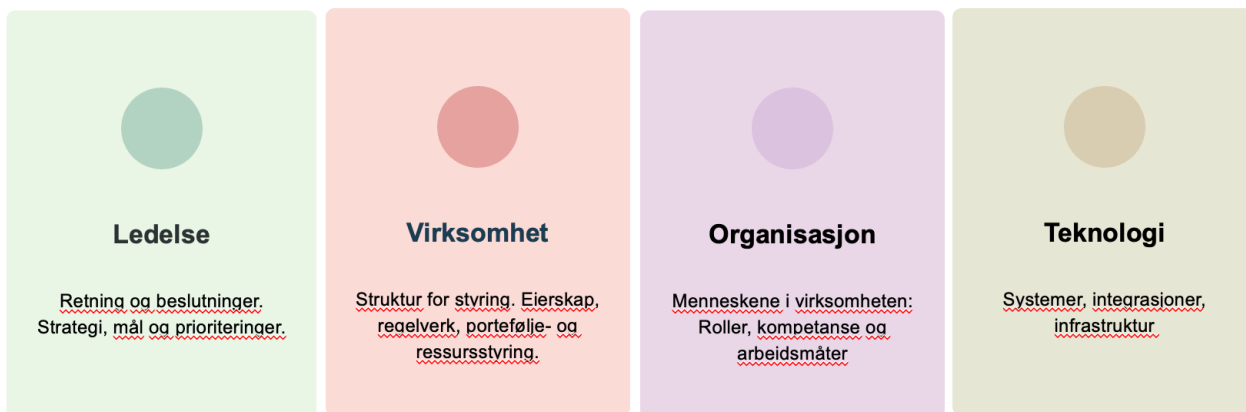 Ledelse
Retning og beslutninger.
Strategi, mål og prioriteringer.
Virksomhet
Struktur for styring. Eierskap,
regelverk, portefølje- og
ressursstyring.
Organisasjon
Menneskene i virksomheten:
Roller, kompetanse og
arbeidsmåter
Teknologi
Systemer, integrasjoner,
infrastruktur